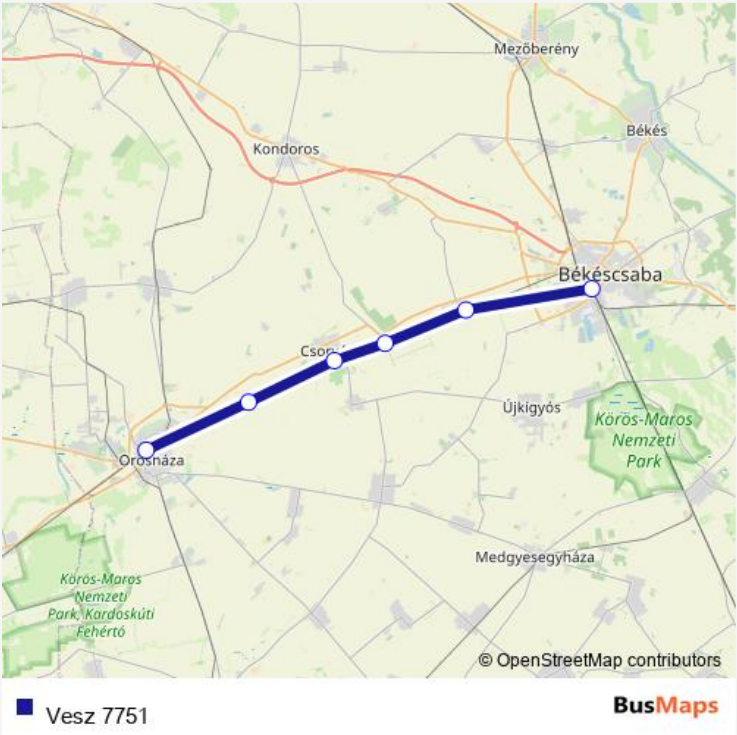 Mezőberény
Békés
Kondoros
Békéscsaba
Újkígyós
Körös-Maros
Nemzeti
Park
Orosháza
Medgyesegyháza
Körös-Maros
Nemzeti
Park, Kardoskúti
Fehértó
© OpenStreetMap contributors
Vesz 7751
BusMaps